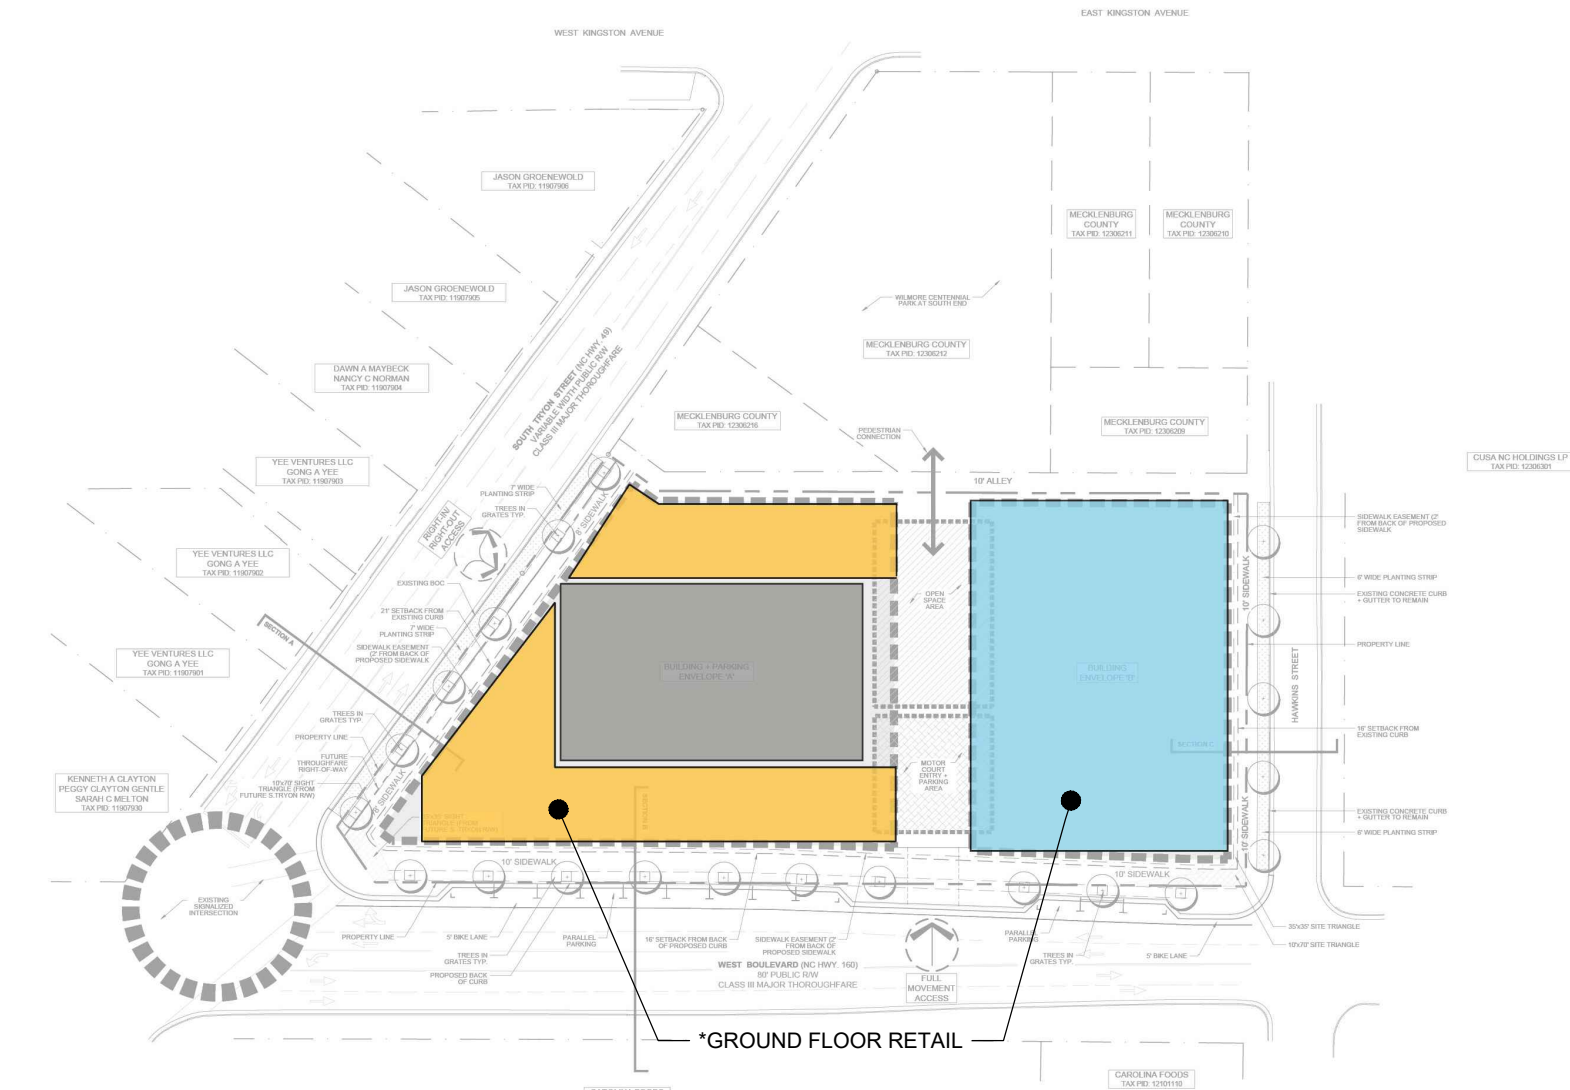 EAST KINGSTON AVENUE
WEST KINGSTON AVENUE
JASON GROENEWOLD
TAX PID: 11907906
MECKLENBURG
COUNTY
TAX PID: 12306211
MECKLENBURG
COUNTY
TAX PID: 12306210
JASON GROENEWOLD
TAX PID: 11907905
WILMORE CENTENNIAL
PARK AT SOUTH END
MECKLENBURG COUNTY
TAX PID: 12306212
DAWN A MAYBECK
NANCY C NORMAN
TAX PID: 11907904
SOUTH TRYON STREET (NC HWY. 49)
VARIABLE WIDTH PUBLIC R/W
CLASS III MAJOR THOROUGHFARE
MECKLENBURG COUNTY
TAX PID: 12306216
PEDESTRIAN
CONNECTION
MECKLENBURG COUNTY
TAX PID: 12306209
YEE VENTURES LLC
GONG A YEE
TAX PID: 11907903
CUSA NC HOLDINGS LP
TAX PID: 12306301
10' ALLEY
7' WIDE
PLANTING STRIP
TREES IN
GRATES TYP.
8' SIDEWALK
RIGHT-IN/
RIGHT-OUT
ACCESS
SIDEWALK EASEMENT (2'
FROM BACK OF PROPOSED
SIDEWALK
YEE VENTURES LLC
GONG A YEE
TAX PID: 11907902
EXISTING BOC
21' SETBACK FROM
EXISTING CURB
7' WIDE
PLANTING STRIP
SIDEWALK EASEMENT
(2' FROM BACK OF
PROPOSED SIDEWALK
OPEN
SPACE
AREA
10' SIDEWALK
6' WIDE PLANTING STRIP
EXISTING CONCRETE CURB
+ GUTTER TO REMAIN
SECTION A
PROPERTY LINE
YEE VENTURES LLC
GONG A YEE
TAX PID: 11907901
BUILDING + PARKING
ENVELOPE 'A'
BUILDING
ENVELOPE 'B'
HAWKINS STREET
TREES IN
GRATES TYP.
PROPERTY LINE
FUTURE
THROUGHFARE
RIGHT-OF-WAY
10'x70' SIGHT
TRIANGLE (FROM
FUTURE S.TRYON R/W)
16' SETBACK FROM
EXISTING CURB
KENNETH A CLAYTON
PEGGY CLAYTON GENTLE
SARAH C MELTON
TAX PID: 11907930
MOTOR
COURT
ENTRY +
PARKING
AREA
EXISTING CONCRETE CURB
+ GUTTER TO REMAIN
6' WIDE PLANTING STRIP
10' SIDEWALK
10' SIDEWALK
10' SIDEWALK
EXISTING
SIGNALIZED
INTERSECTION
PROPERTY LINE
5' BIKE LANE
TREES IN
GRATES TYP.
PROPOSED BACK
OF CURB
PARALLEL
PARKING
16' SETBACK FROM BACK
OF PROPOSED CURB
SIDEWALK EASEMENT (2'
FROM BACK OF
PROPOSED SIDEWALK
PARALLEL
PARKING
TREES IN
GRATES TYP.
5' BIKE LANE
35'x35' SITE TRIANGLE
10'x70' SITE TRIANGLE
WEST BOULEVARD (NC HWY. 160)
80' PUBLIC R/W
CLASS III MAJOR THOROUGHFARE
FULL
MOVEMENT
ACCESS
*GROUND FLOOR RETAIL
CAROLINA FOODS
TAX PID: 12101110